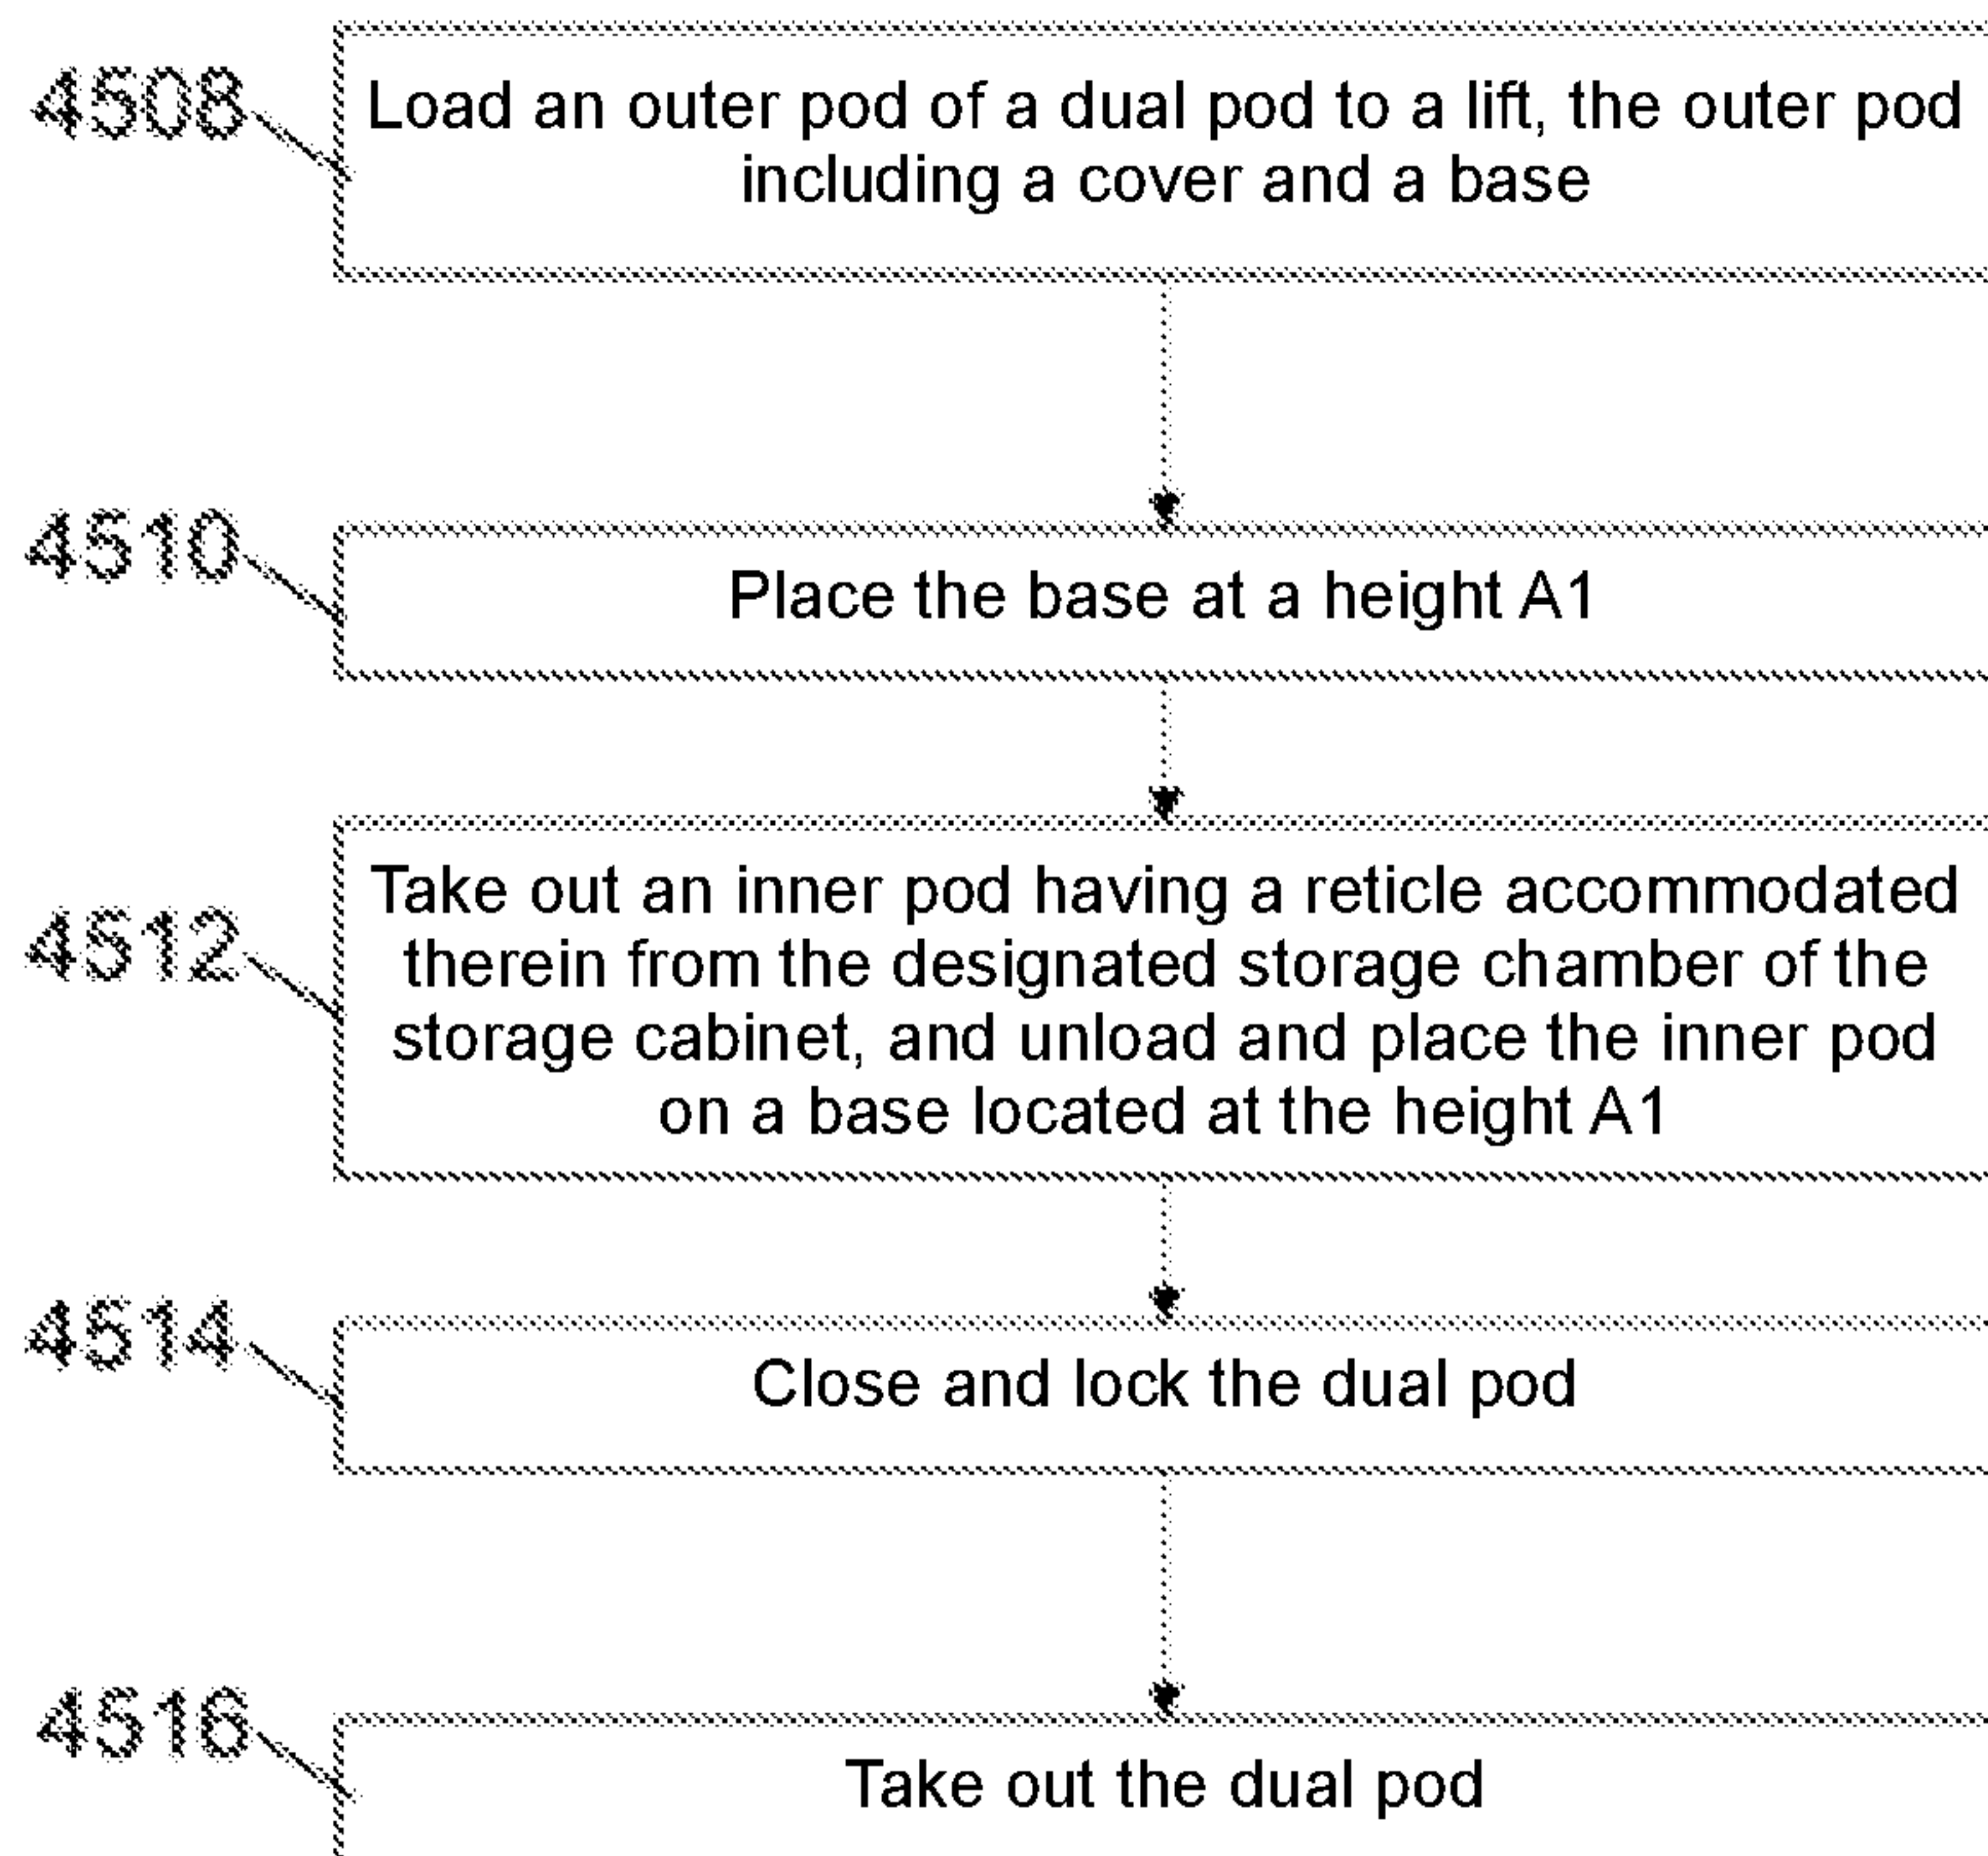 4508
Load an outer pod of a dual pod to a lift, the outer pod
including a cover and a base
4510
Place the base at a height A1
4512
Take out an inner pod having a reticle accommodated
therein from the designated storage chamber of the
storage cabinet, and unload and place the inner pod
on a base located at the height A1
4514
Close and lock the dual pod
4516
Take out the dual pod